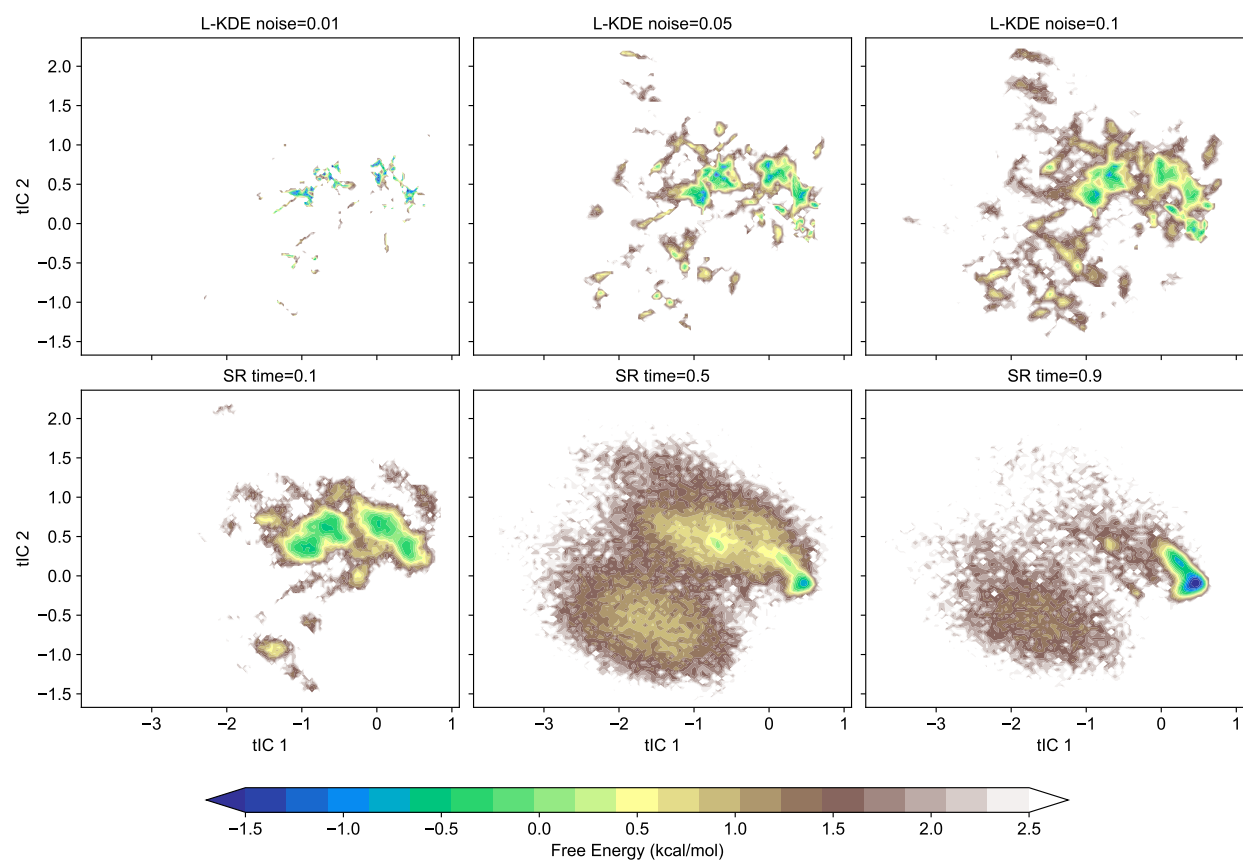 L-KDE noise=0.01
L-KDE noise=0.05
L-KDE noise=0.1
tIC 2
2.0
1.5
1.0
0.5
0.0
−0.5
−1.0
−1.5
SR time=0.1
SR time=0.5
SR time=0.9
tIC 2
2.0
1.5
1.0
0.5
0.0
−0.5
−1.0
−1.5
−3 −2 −1 0 1
−3 −2 −1 0 1
−3 −2 −1 0 1
tIC 1
tIC 1
tIC 1
−1.5 −1.0 −0.5 0.0 0.5 1.0 1.5 2.0 2.5
Free Energy (kcal/mol)